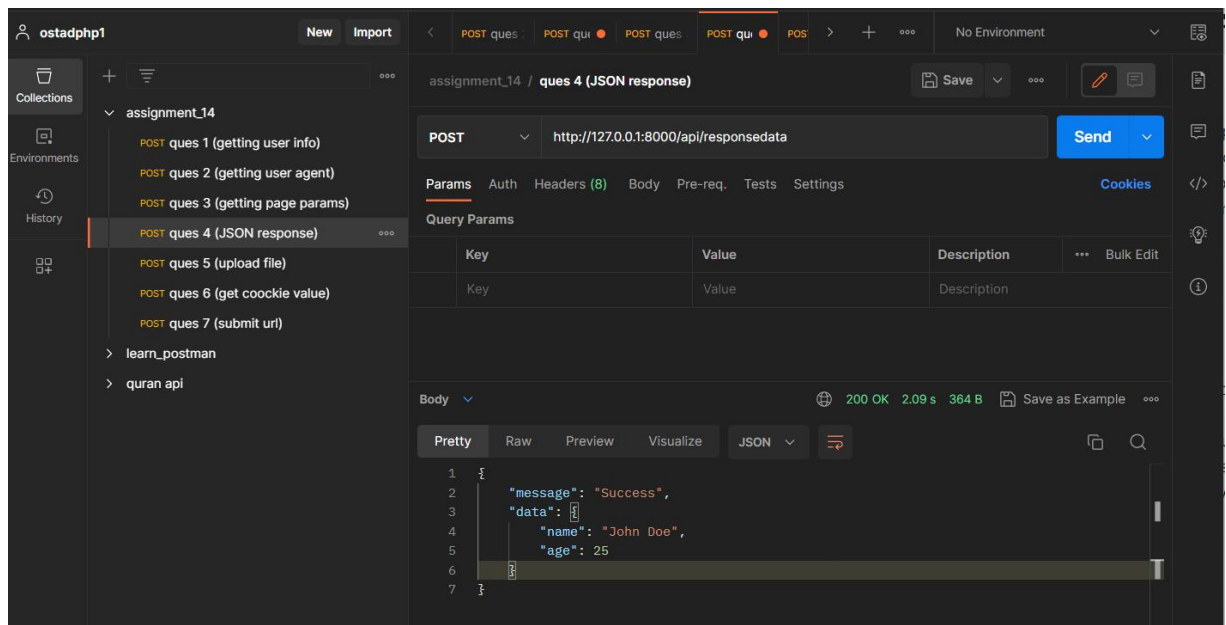 ostadphp1 New Import
POST ques POST que POST ques POST que POS No Environment
Collections
Environments
History
assignment_14
POST ques 1 (getting user info)
POST ques 2 (getting user agent)
POST ques 3 (getting page params)
POST ques 4 (JSON response)
POST ques 5 (upload file)
POST ques 6 (get coockie value)
POST ques 7 (submit url)
learn_postman
quran api
assignment_14 / ques 4 (JSON response) Save
POST http://127.0.0.1:8000/api/responsedata Send
Params Auth Headers (8) Body Pre-req. Tests Settings Cookies
Query Params
Key Value Description Bulk Edit
Key Value Description
Body 200 OK 2.09 s 364 B Save as Example
Pretty Raw Preview Visualize JSON
1 {
2 "message": "Success",
3 "data": {
4 "name": "John Doe",
5 "age": 25
6 }
7 }